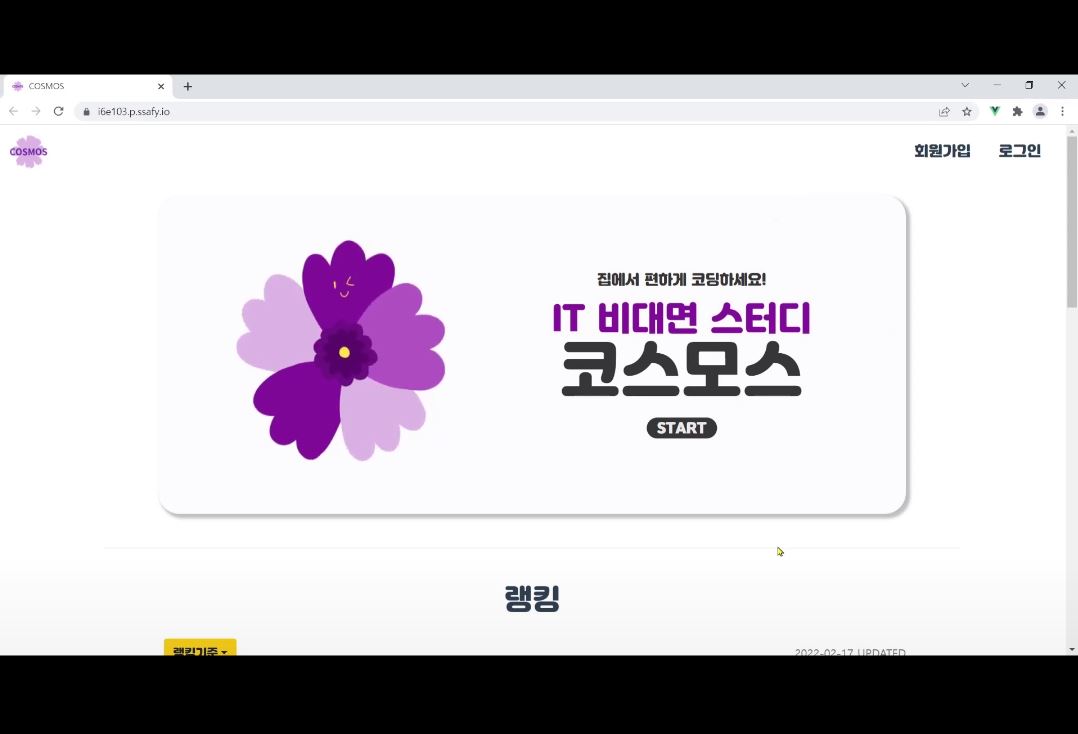 COSMOS
i6e103.p.ssafy.io
COSMOS
회원가입 로그인
집에서 편하게 코딩하세요!
IT 비대면 스터디
코스모스
START
랭킹
랭킹기준
2022-02-17 UPDATED